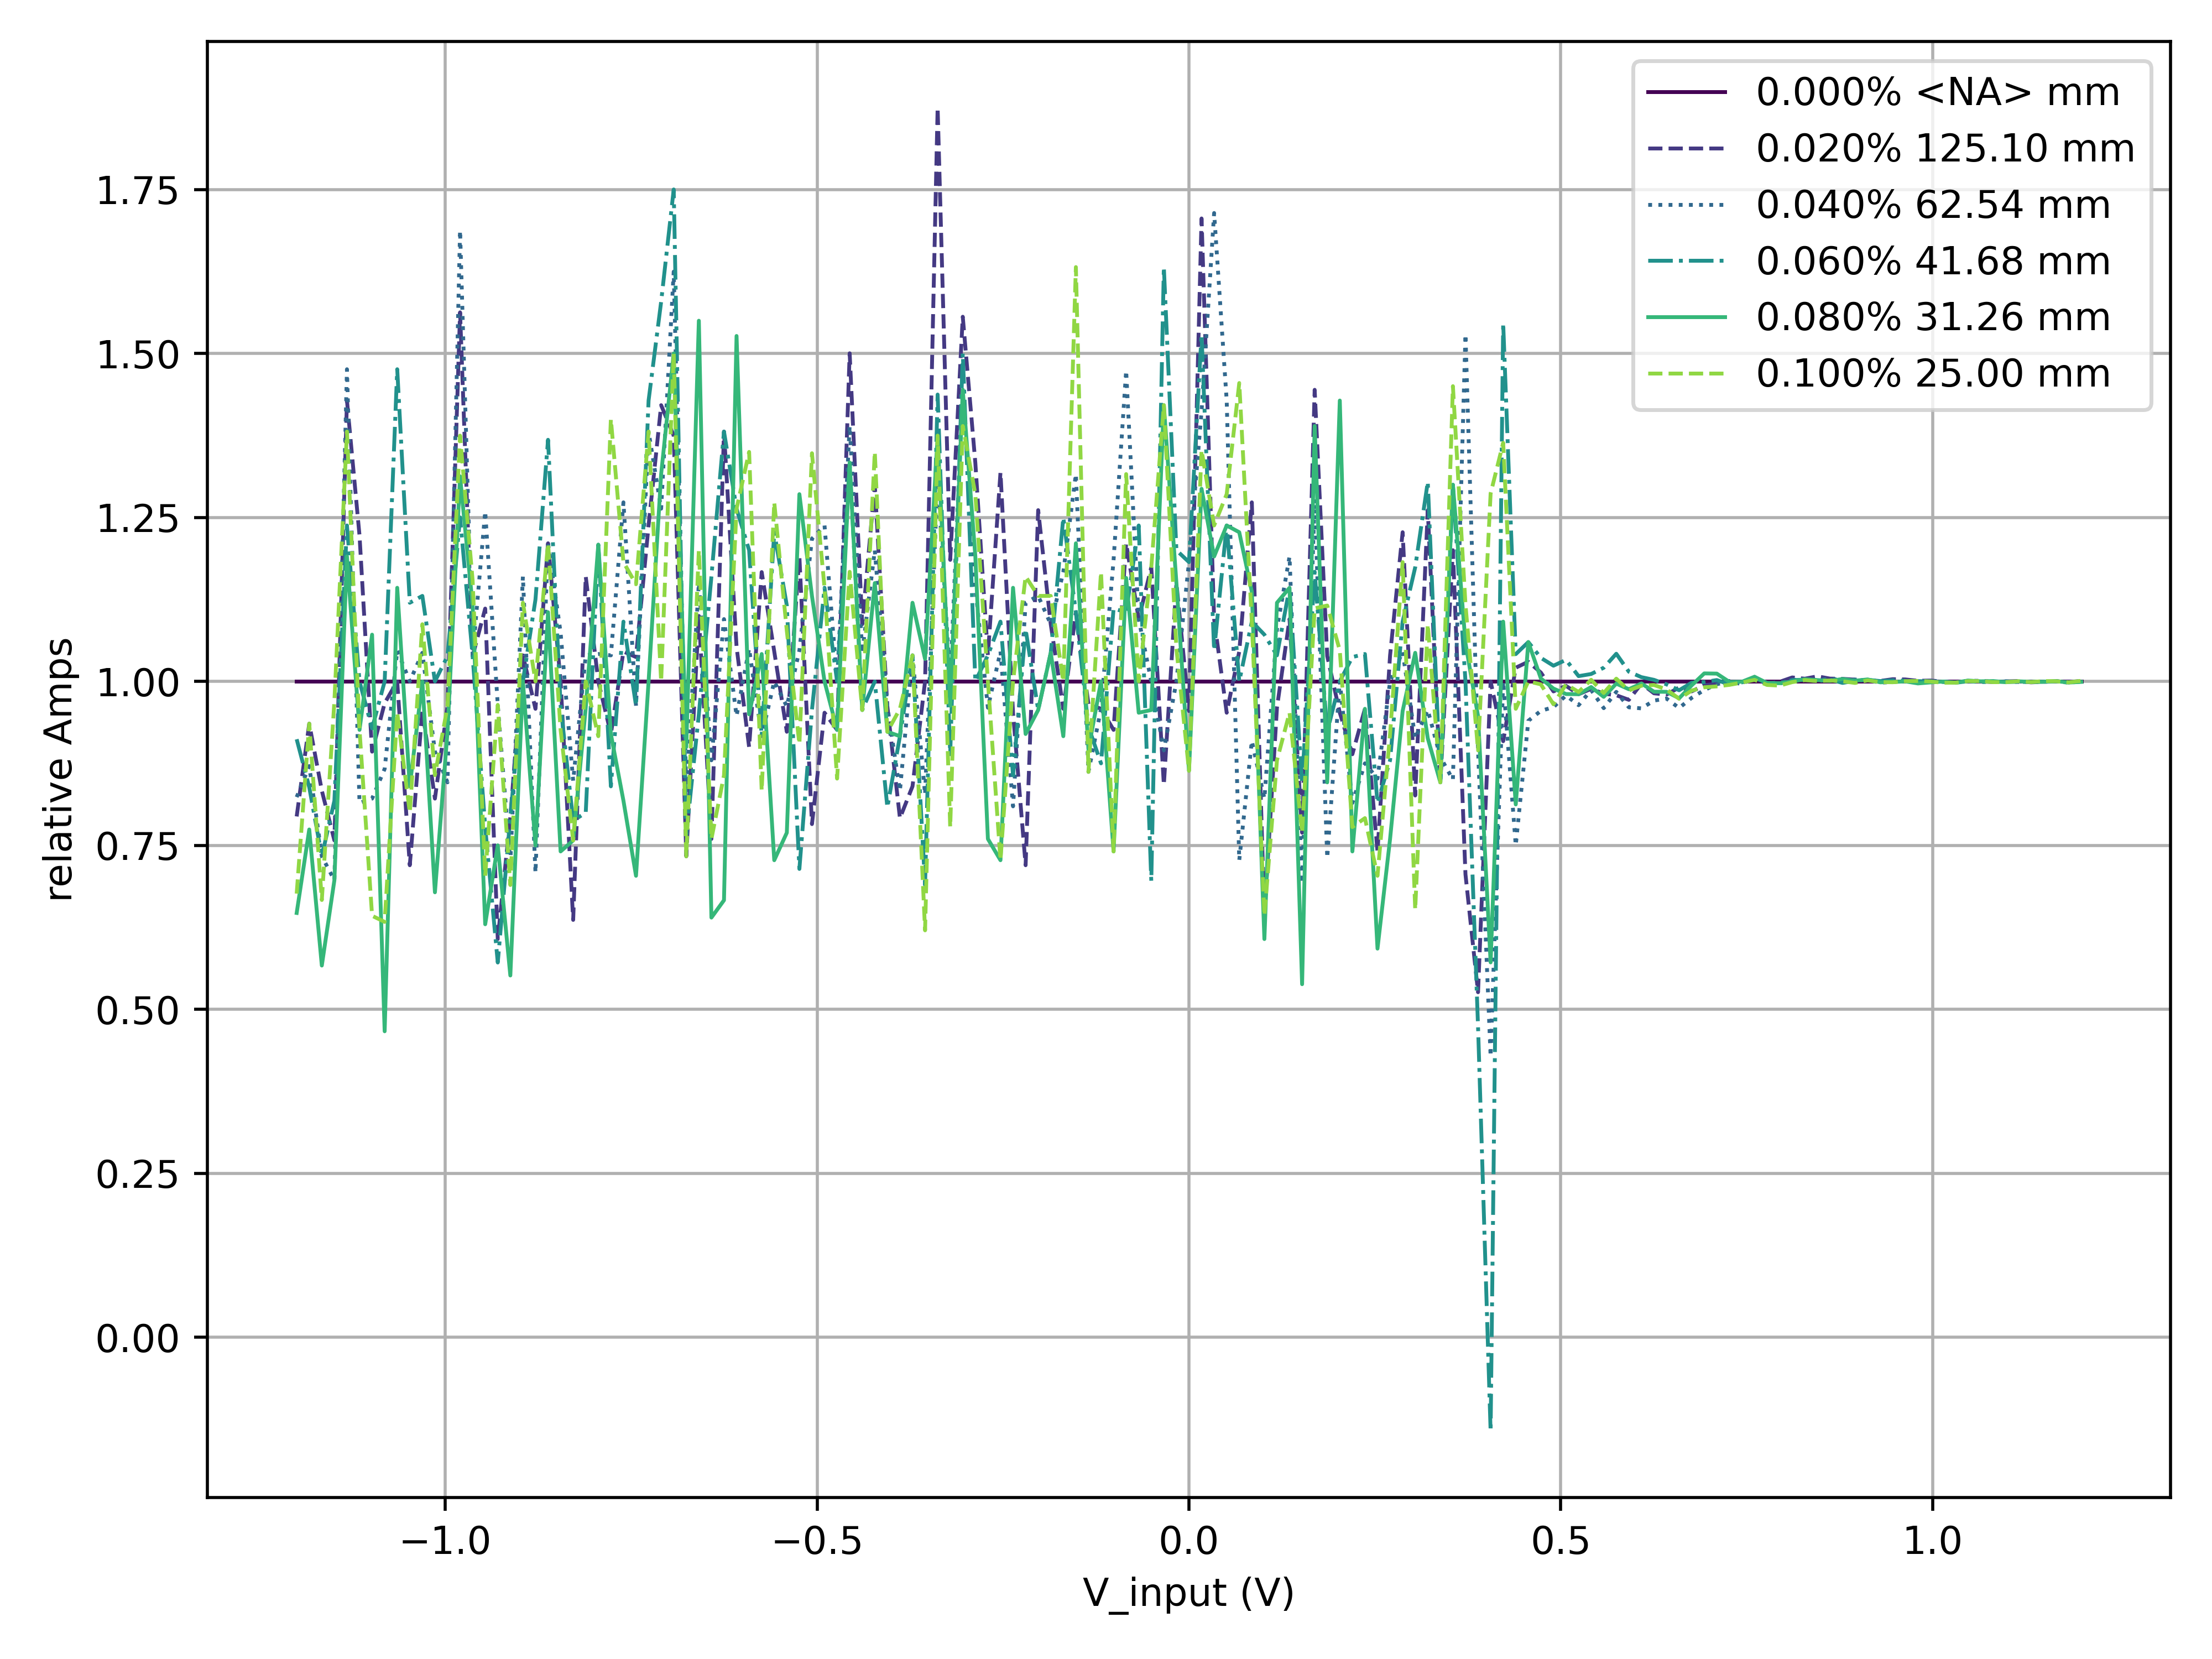 0.000% <NA> mm
0.020% 125.10 mm
0.040% 62.54 mm
0.060% 41.68 mm
0.080% 31.26 mm
0.100% 25.00 mm
relative Amps
1.75
1.50
1.25
1.00
0.75
0.50
0.25
0.00
−1.0 −0.5 0.0 0.5 1.0
V_input (V)